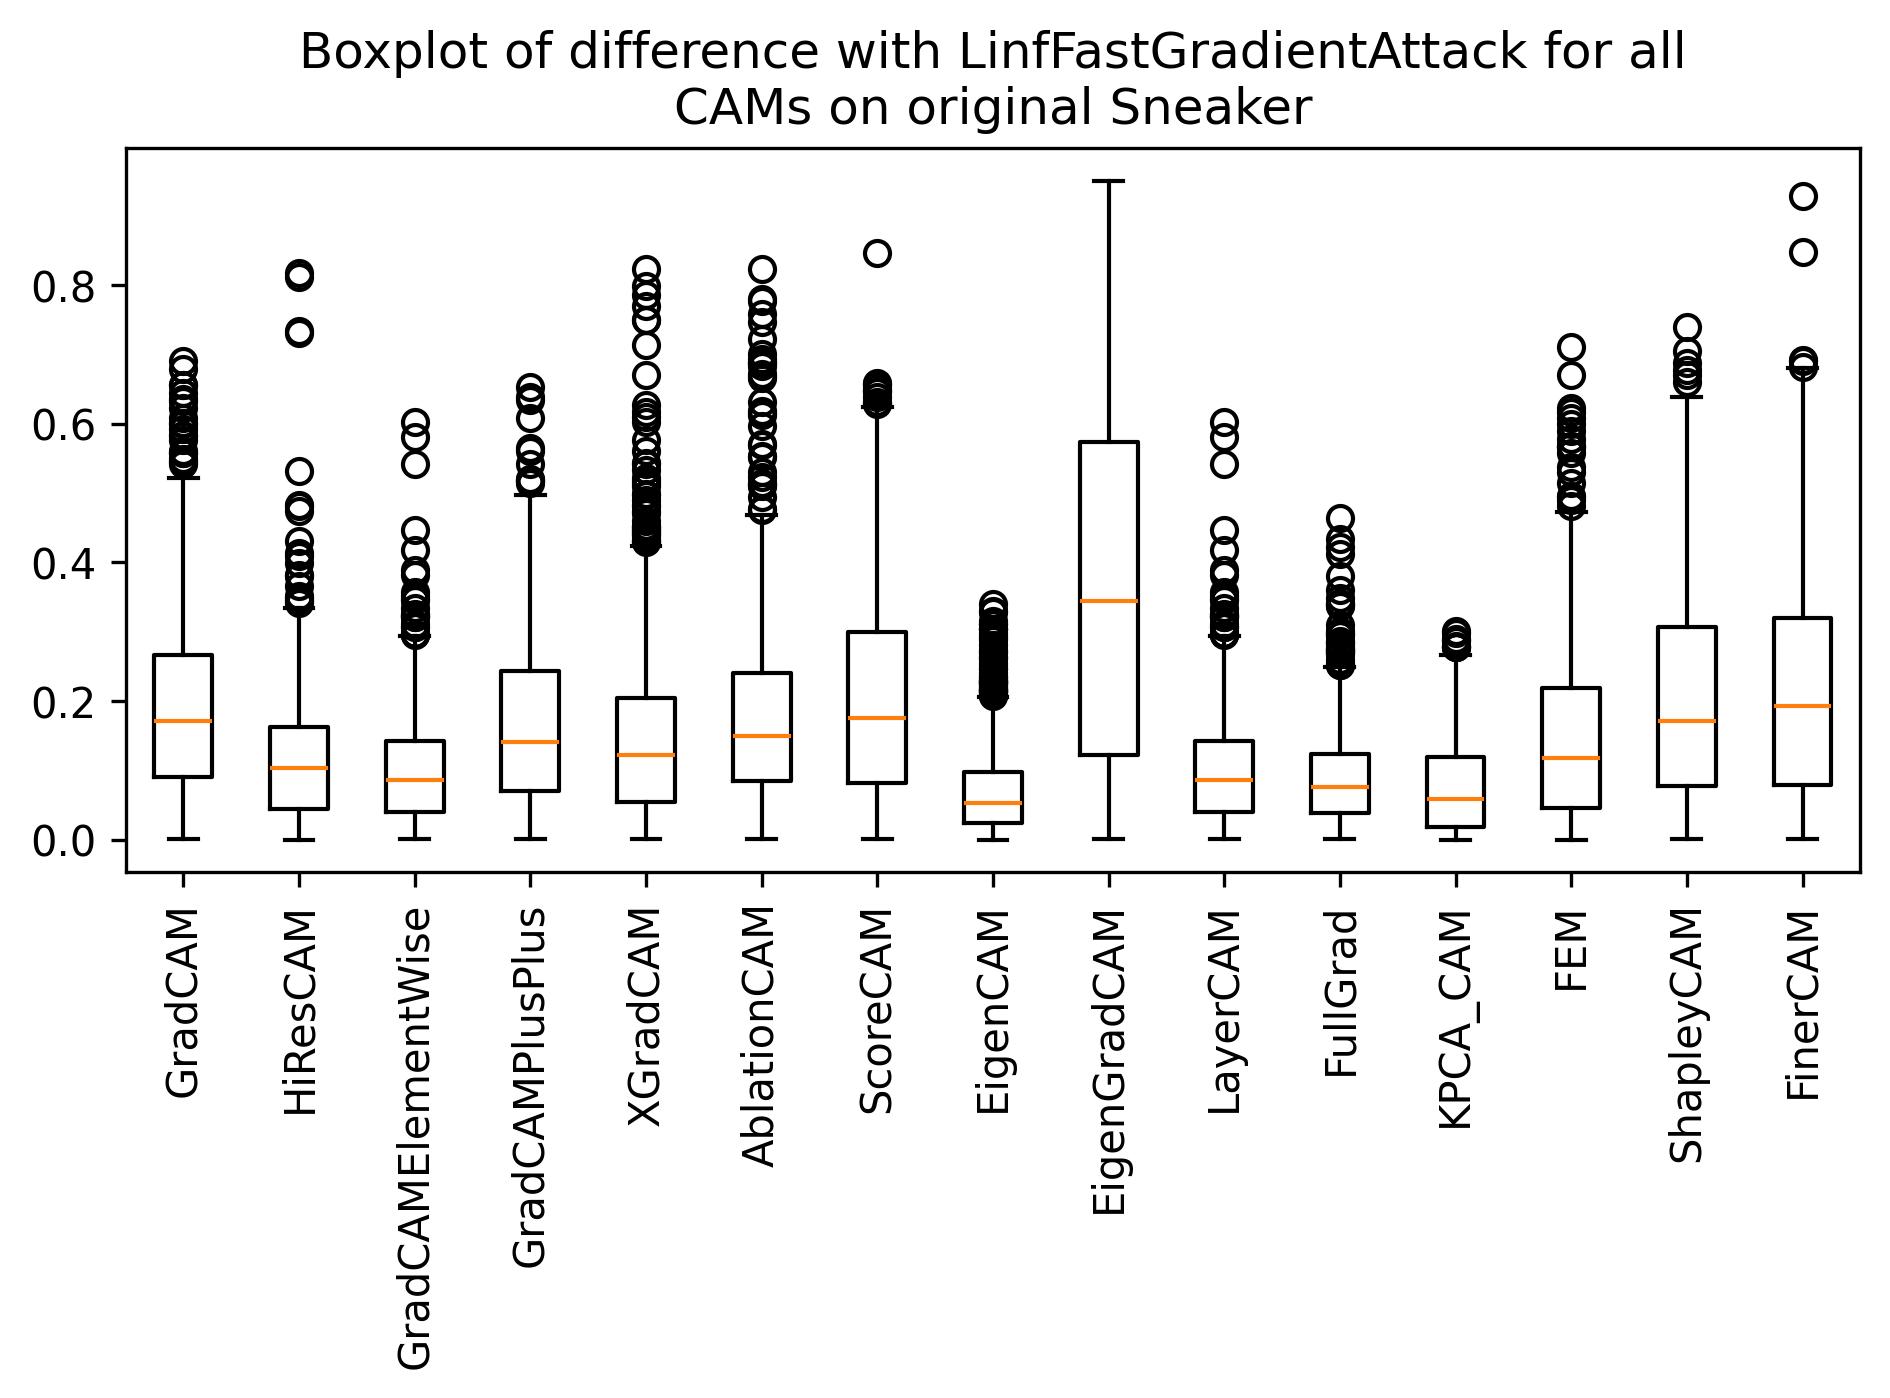 Boxplot of difference with LinfFastGradientAttack for all
CAMs on original Sneaker
0.8
0.6
0.4
0.2
0.0
GradCAM
HiResCAM
GradCAMElementWise
GradCAMPlusPlus
XGradCAM
AblationCAM
ScoreCAM
EigenCAM
EigenGradCAM
LayerCAM
FullGrad
KPCA_CAM
FEM
ShapleyCAM
FinerCAM